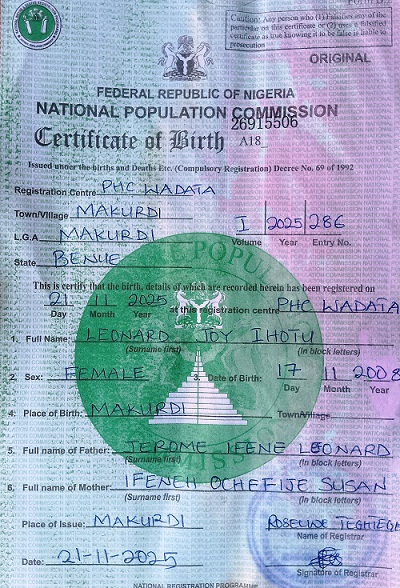 Form B.
Caution: Any person who (1) Falsifies any of the
particular on this certificate or (2) uses a falsified
certificate as true knowing it to be false is liable to
prosecution
ORIGINAL
FEDERAL REPUBLIC OF NIGERIA
NATIONAL POPULATION COMMISSION
Certificate of Birth 26915506
A18
Issued under the births and Deaths Etc. (Compulsory Registration) Decree No. 69 of 1992
Registration Centre PHC WADATA
Town/Village MAKURDI
L.G.A MAKURDI I 2025 286
Volume Year Entry No.
State BENUE
This is certify that the birth, details of which are recorded herein has been registered on
21 11 2025 at this registration centre PHC WADATA
Day Month Year
1. Full Name: LEONARD JOY IHOTU
(Surname first) (in block letters)
2. Sex: FEMALE 3. Date of Birth: 17 11 2008
Day Month Year
4. Place of Birth: MAKURDI Town/Village
5. Full name of Father: JEROME IFENE LEONARD
(Surname first) (in block letters)
6. Full name of Mother: IFENEH OCHEFIJE SUSAN
(Surname first) (in block letters)
Place of Issue: MAKURDI ROSELINE
Name of Registrar
Date: 21-11-2025
Signature of Registrar
NATIONAL REGISTRATION